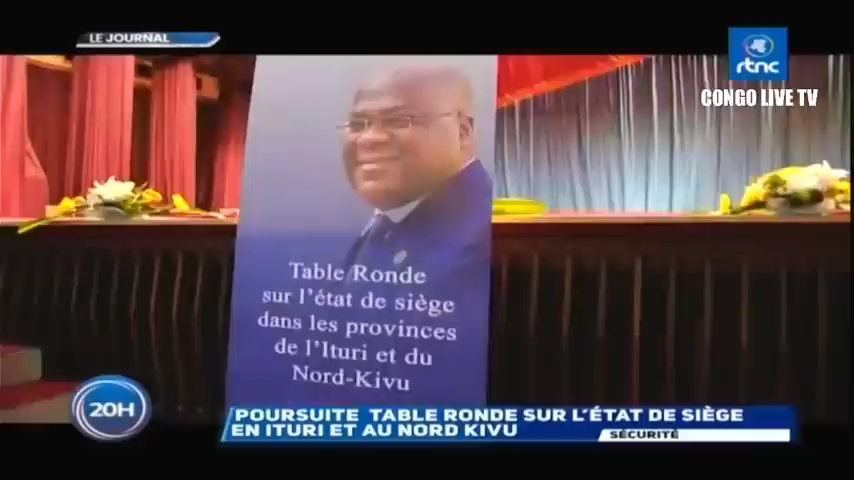 LE JOURNAL
rtnc
CONGO LIVE TV
Table Ronde
sur l'état de siège
dans les provinces
de l'Ituri et du
Nord-Kivu
20H
POURSUITE TABLE RONDE SUR L'ÉTAT DE SIÈGE
EN ITURI ET AU NORD KIVU
SÉCURITÉ